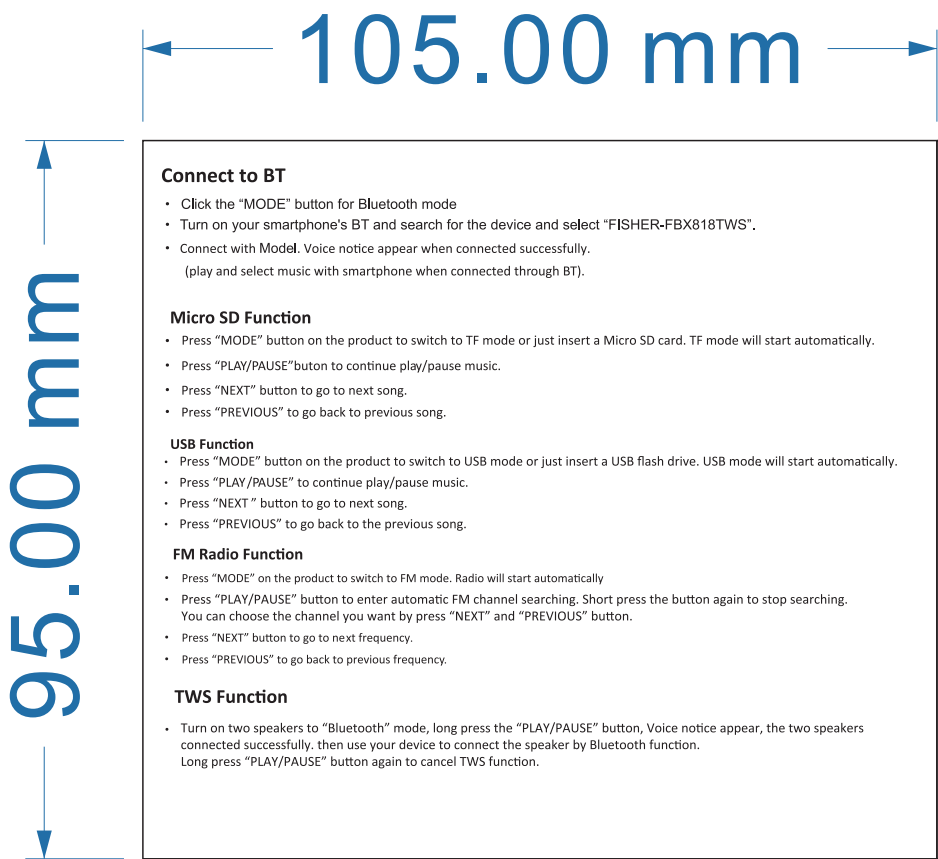 105.00 mm
95.00 mm
Connect to BT
• Click the “MODE” button for Bluetooth mode
• Turn on your smartphone's BT and search for the device and select “FISHER-FBX818TWS”.
• Connect with Model. Voice notice appear when connected successfully.
(play and select music with smartphone when connected through BT).
Micro SD Function
• Press “MODE” button on the product to switch to TF mode or just insert a Micro SD card. TF mode will start automatically.
• Press “PLAY/PAUSE”buton to continue play/pause music.
• Press “NEXT” button to go to next song.
• Press “PREVIOUS” to go back to previous song.
USB Function
• Press “MODE” button on the product to switch to USB mode or just insert a USB flash drive. USB mode will start automatically.
• Press “PLAY/PAUSE” to continue play/pause music.
• Press “NEXT ” button to go to next song.
• Press “PREVIOUS” to go back to the previous song.
FM Radio Function
• Press “MODE” on the product to switch to FM mode. Radio will start automatically
• Press “PLAY/PAUSE” button to enter automatic FM channel searching. Short press the button again to stop searching.
You can choose the channel you want by press “NEXT” and “PREVIOUS” button.
• Press “NEXT” button to go to next frequency.
• Press “PREVIOUS” to go back to previous frequency.
TWS Function
• Turn on two speakers to “Bluetooth” mode, long press the “PLAY/PAUSE” button, Voice notice appear, the two speakers
connected successfully. then use your device to connect the speaker by Bluetooth function.
Long press “PLAY/PAUSE” button again to cancel TWS function.